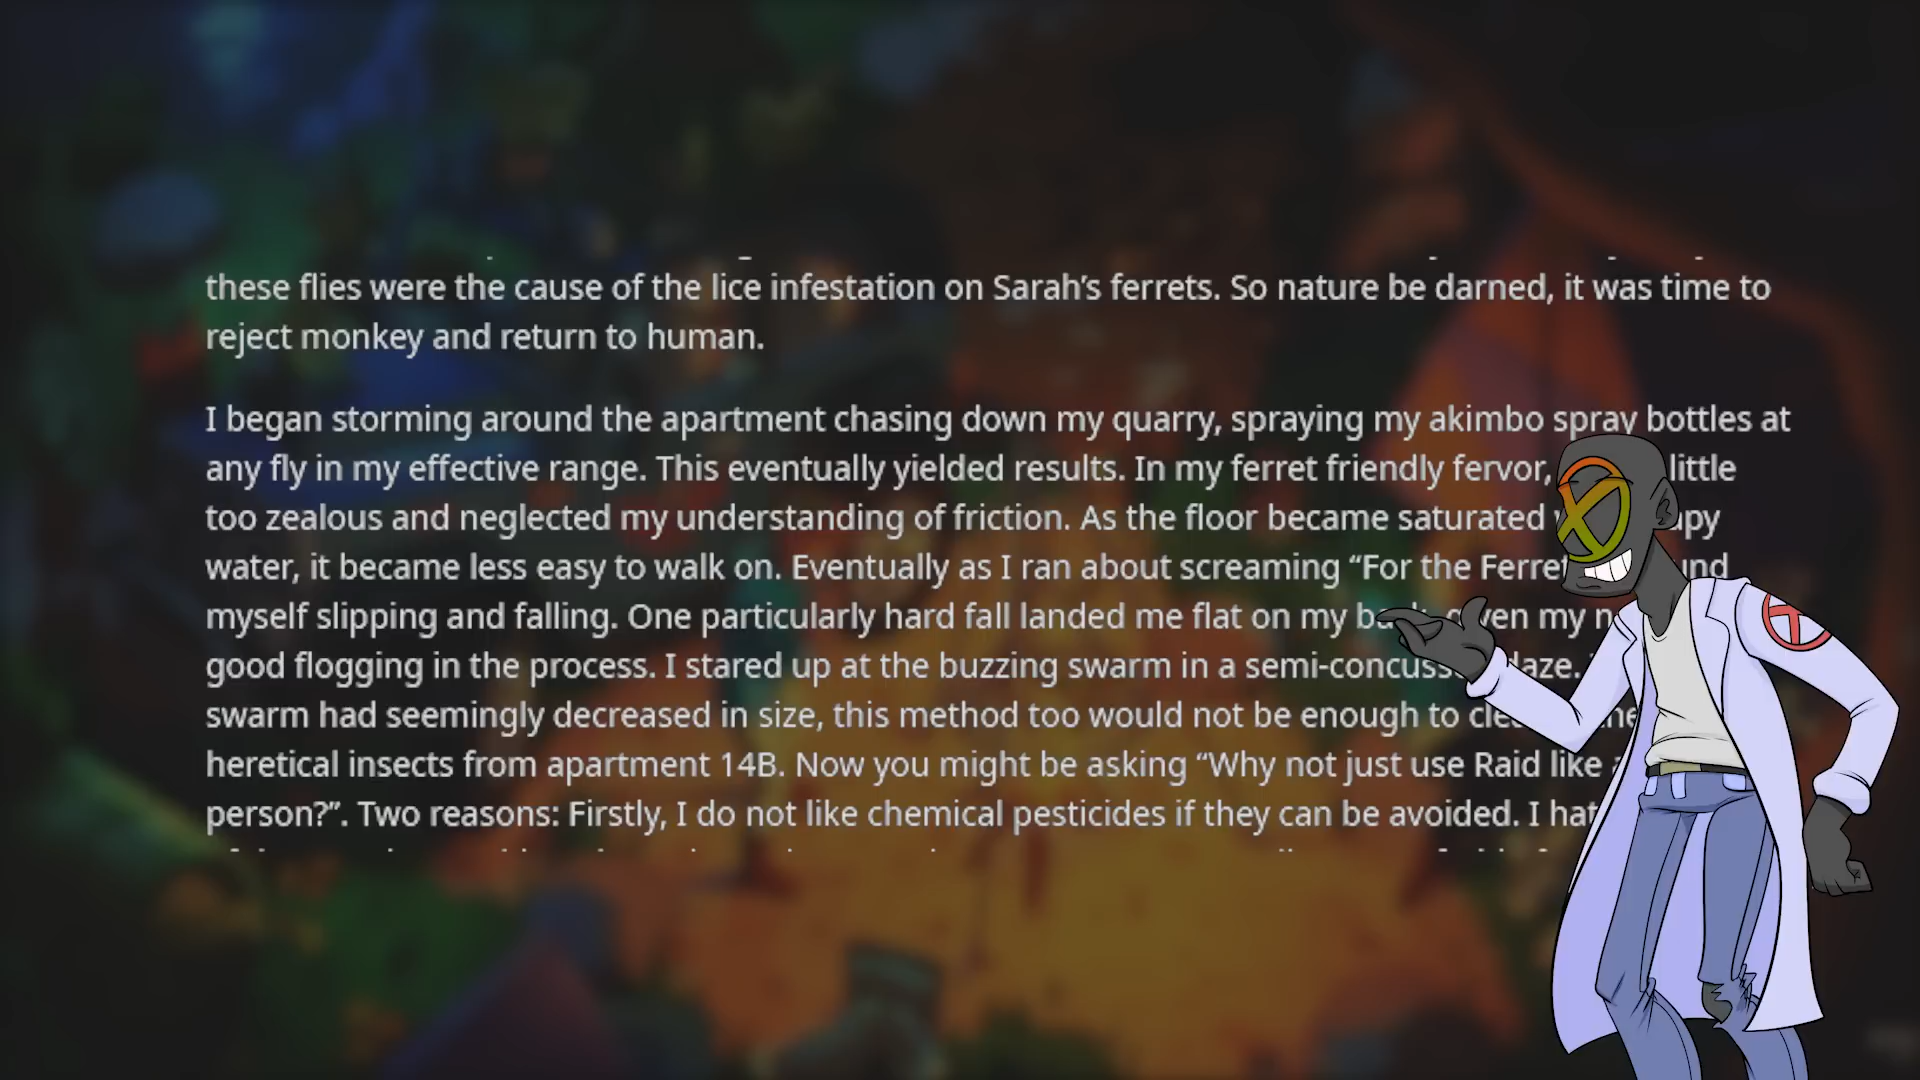 these flies were the cause of the lice infestation on Sarah’s ferrets. So nature be darned, it was time to
reject monkey and return to human.
I began storming around the apartment chasing down my quarry, spraying my akimbo spray bottles at
any fly in my effective range. This eventually yielded results. In my ferret friendly fervor, little
too zealous and neglected my understanding of friction. As the floor became saturated
water, it became less easy to walk on. Eventually as I ran about screaming “For the
myself slipping and falling. One particularly hard fall landed me flat on my my
good flogging in the process. I stared up at the buzzing swarm in a daze.
swarm had seemingly decreased in size, this method too would not be enough to
heretical insects from apartment 14B. Now you might be asking “Why not just use Raid like
person?”. Two reasons: Firstly, I do not like chemical pesticides if they can be avoided. I